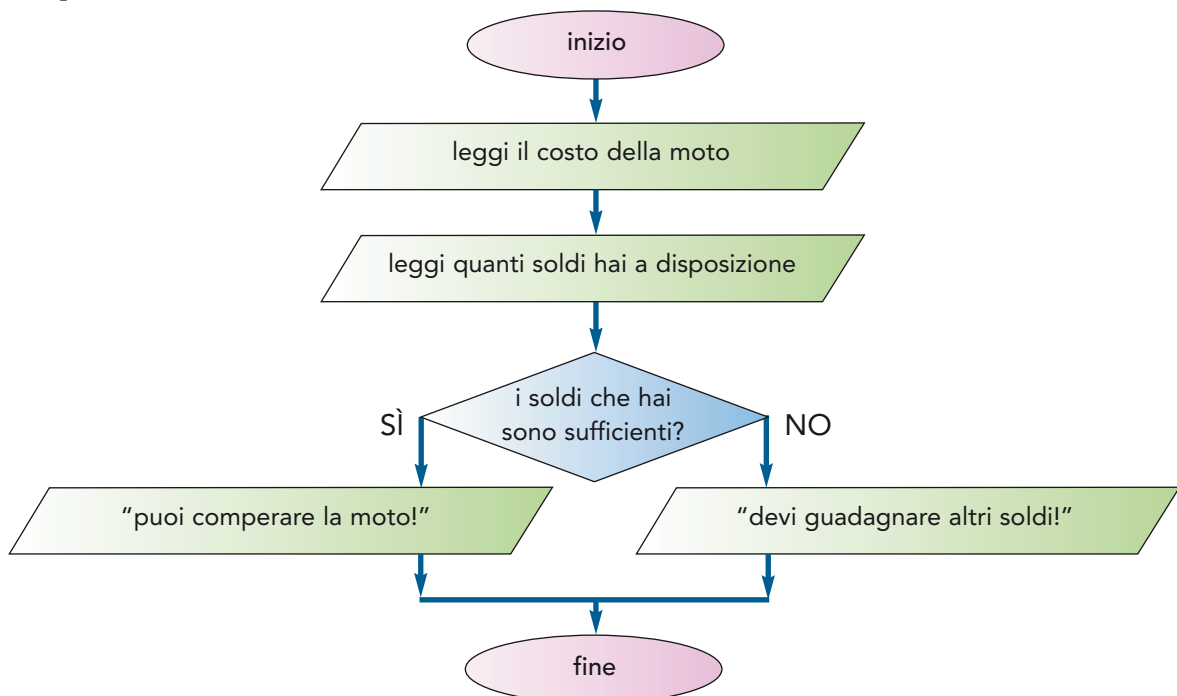 inizio
leggi il costo della moto
leggi quanti soldi hai a disposizione
i soldi che hai
sono sufficienti?
SÌ
NO
“puoi comperare la moto!”
“devi guadagnare altri soldi!”
fine